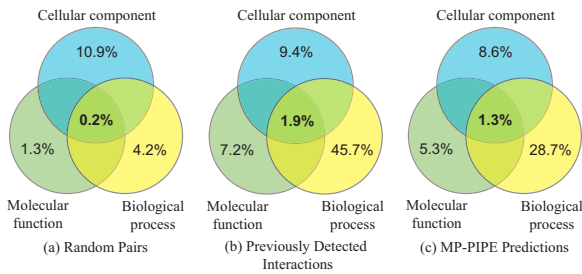 Cellular component Cellular component Cellular component
10.9% 9.4% 8.6%
0.2% 1.9% 1.3%
1.3% 4.2% 7.2% 45.7% 5.3% 28.7%
Molecular function Biological process Molecular function Biological process Molecular function Biological process
(a) Random Pairs (b) Previously Detected Interactions (c) MP-PIPE Predictions